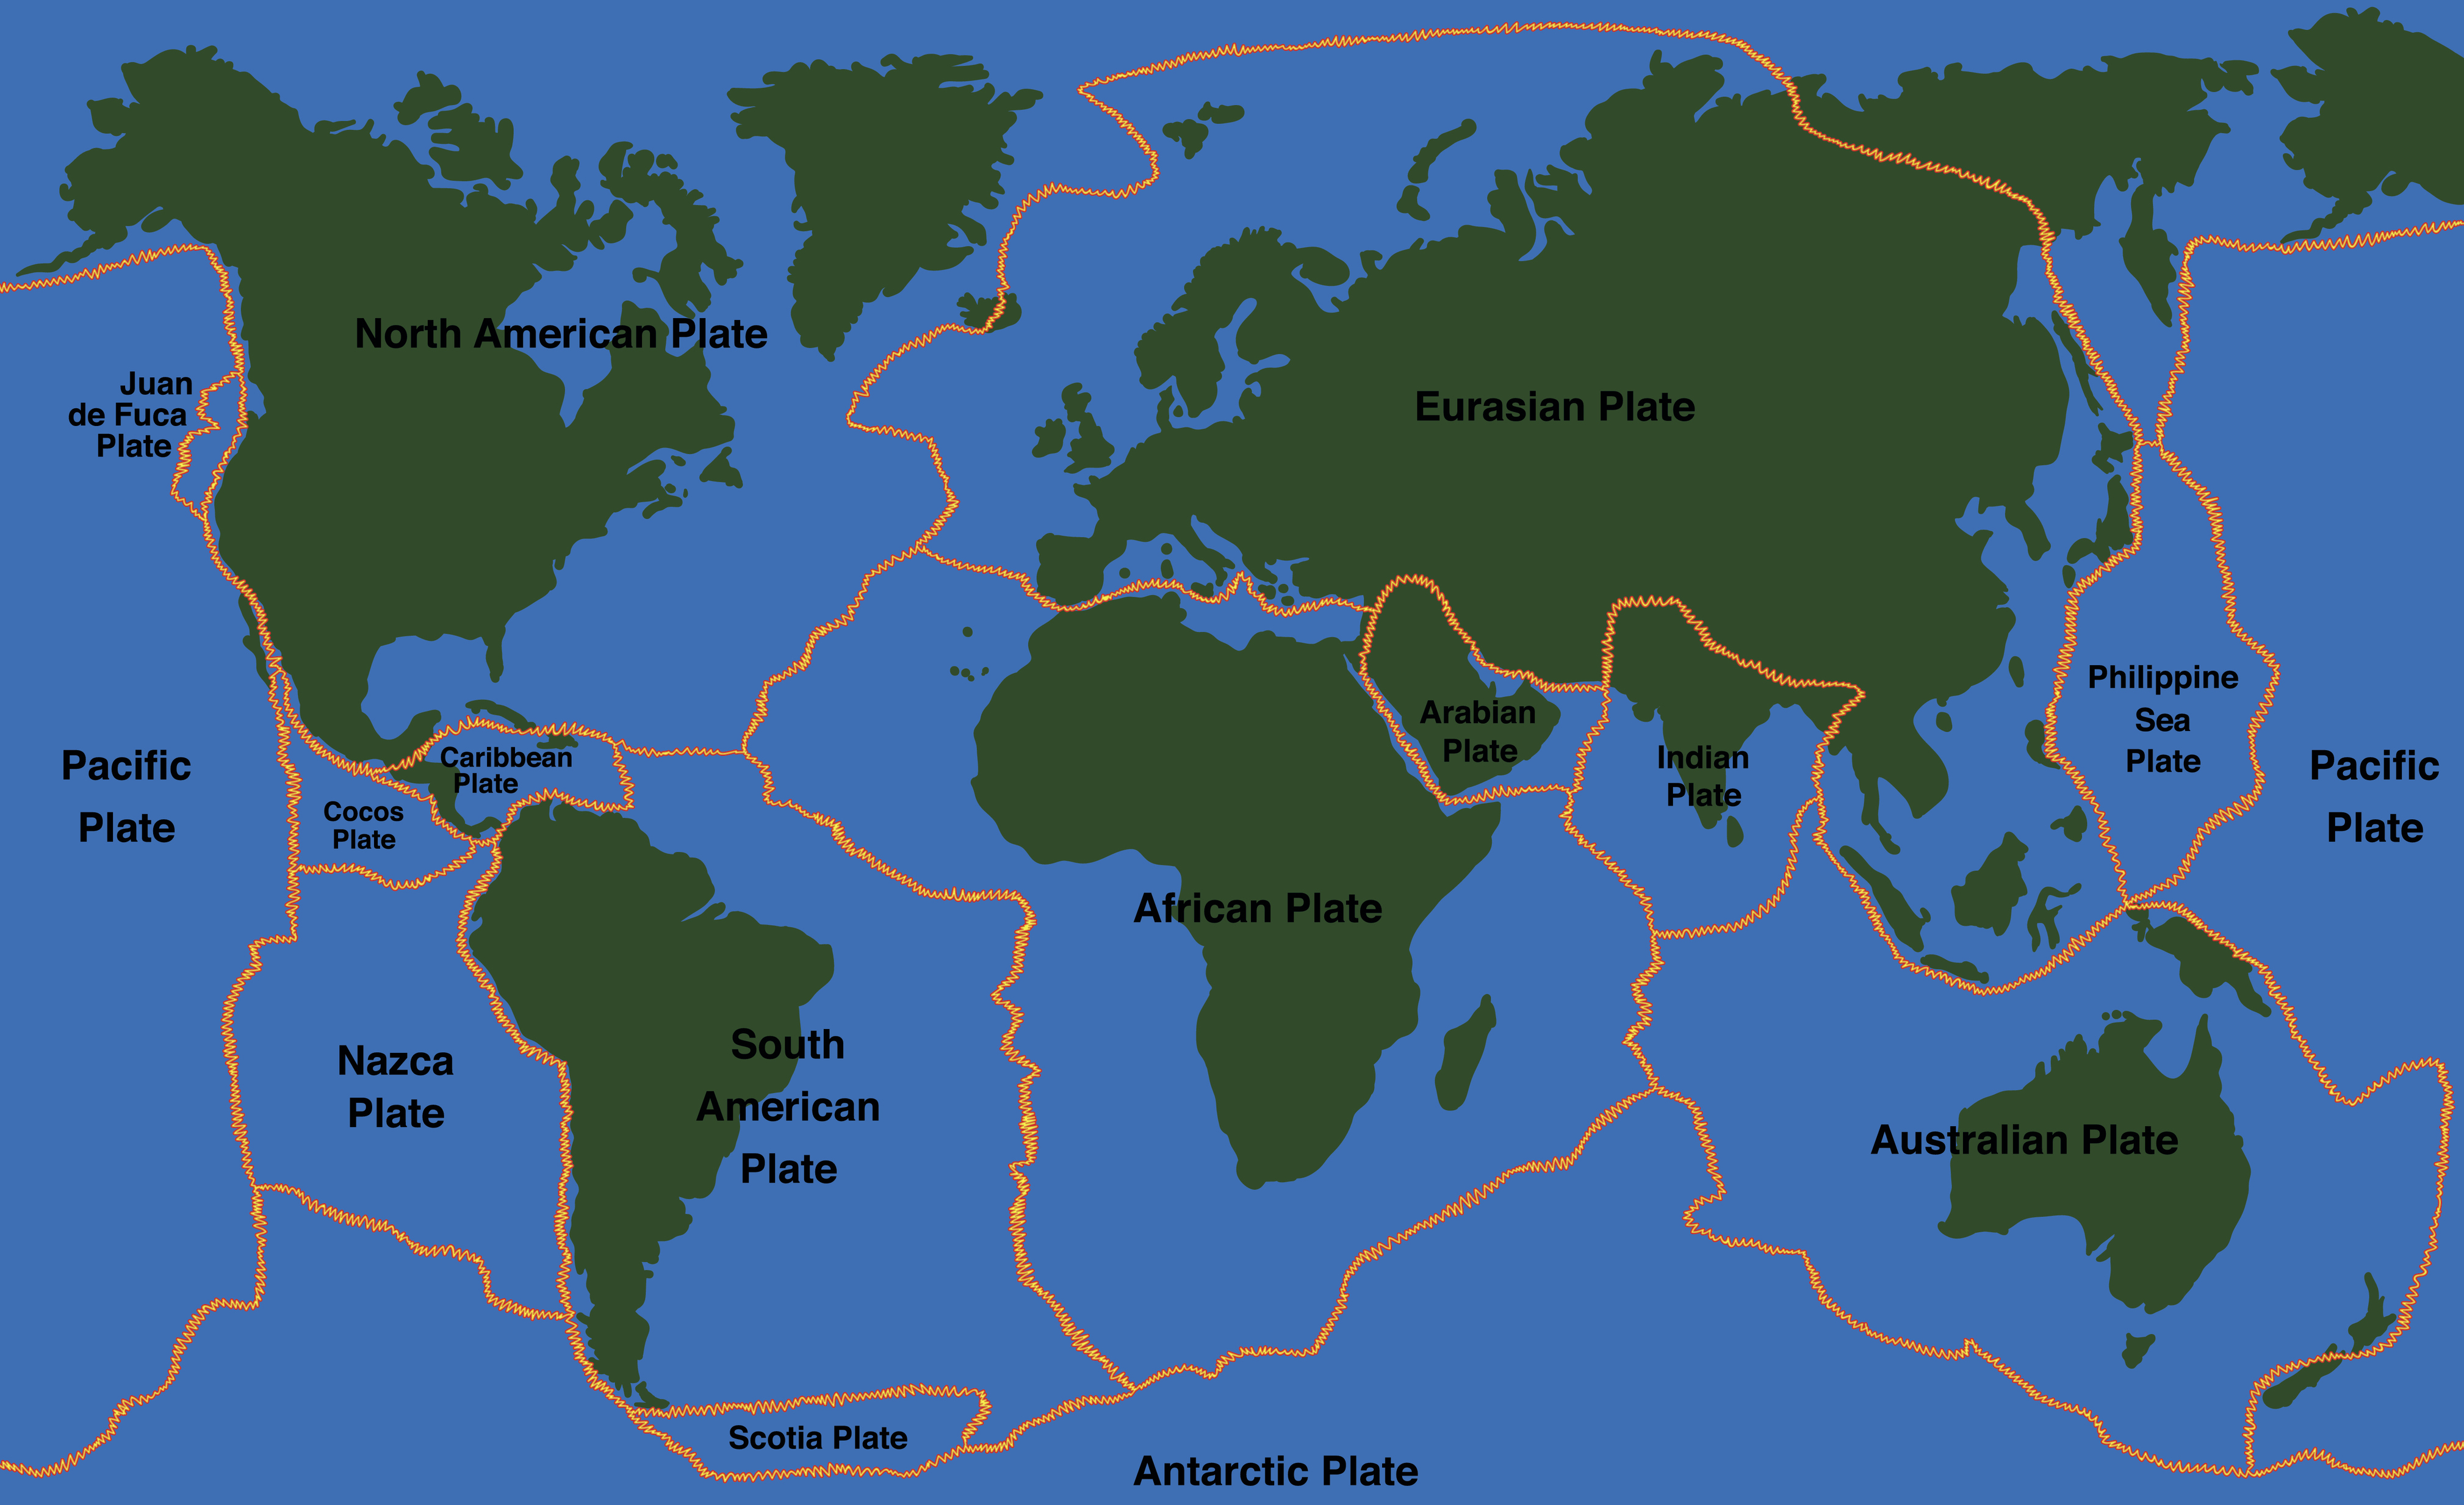 North American Plate
Juan
de Fuca
Plate
Eurasian Plate
Pacific
Plate
Caribbean
Plate
Cocos
Plate
Arabian
Plate
Indian
Plate
Philippine
Sea
Plate
Pacific
Plate
African Plate
Nazca
Plate
South
American
Plate
Australian Plate
Scotia Plate
Antarctic Plate